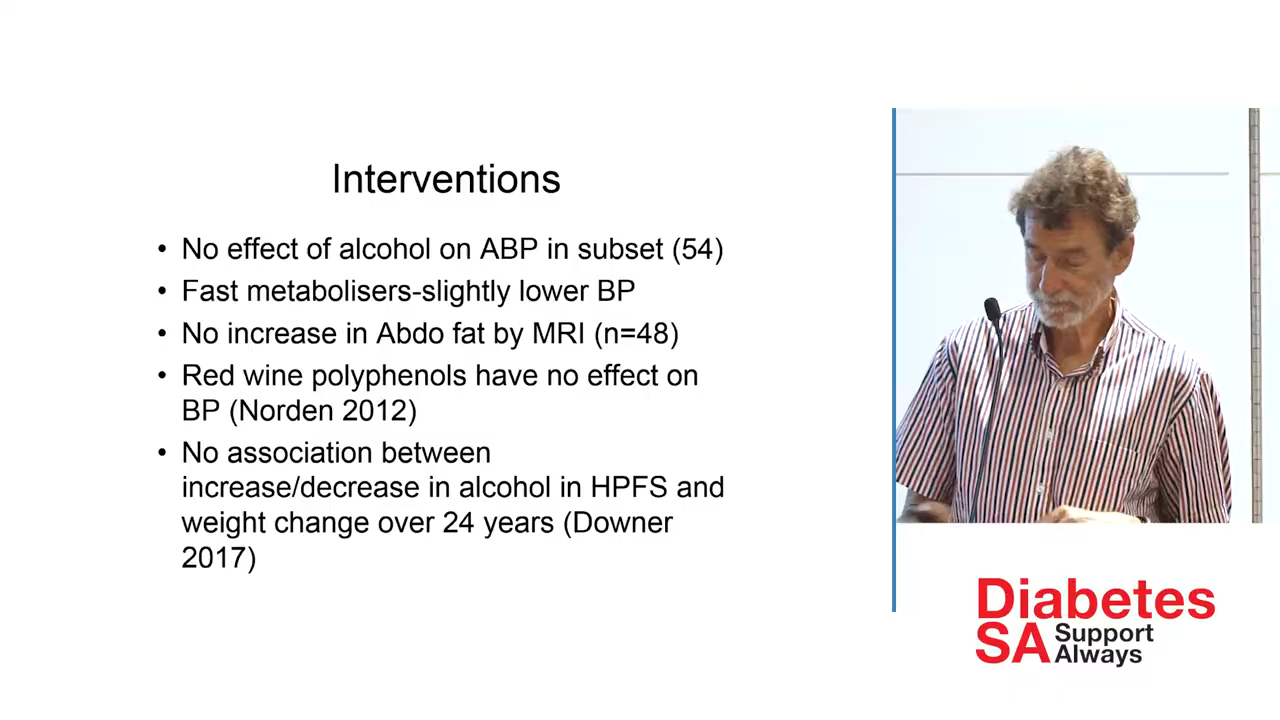 Interventions
• No effect of alcohol on ABP in subset (54)
• Fast metabolisers-slightly lower BP
• No increase in Abdo fat by MRI (n=48)
• Red wine polyphenols have no effect on
BP (Norden 2012)
• No association between
increase/decrease in alcohol in HPFS and
weight change over 24 years (Downer
2017)
Diabetes
SA Support
Always